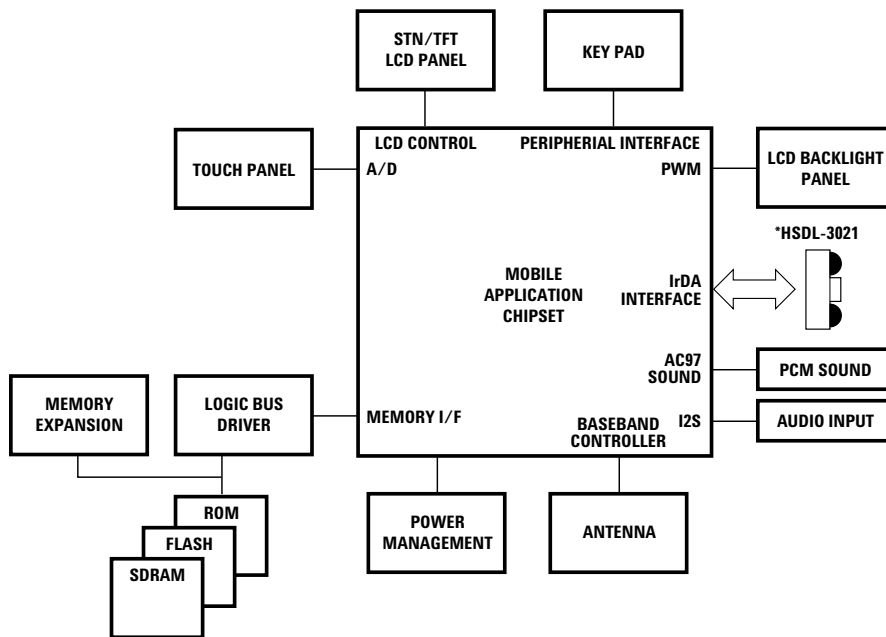 STN/TFT
LCD PANEL
KEY PAD
TOUCH PANEL
LCD CONTROL
A/D
PERIPHERIAL INTERFACE
PWM
LCD BACKLIGHT
PANEL
*HSDL-3021
MOBILE
APPLICATION
CHIPSET
IrDA
INTERFACE
AC97
SOUND
PCM SOUND
MEMORY
EXPANSION
LOGIC BUS
DRIVER
MEMORY I/F
BASEBAND
CONTROLLER
I2S
AUDIO INPUT
ROM
FLASH
SDRAM
POWER
MANAGEMENT
ANTENNA